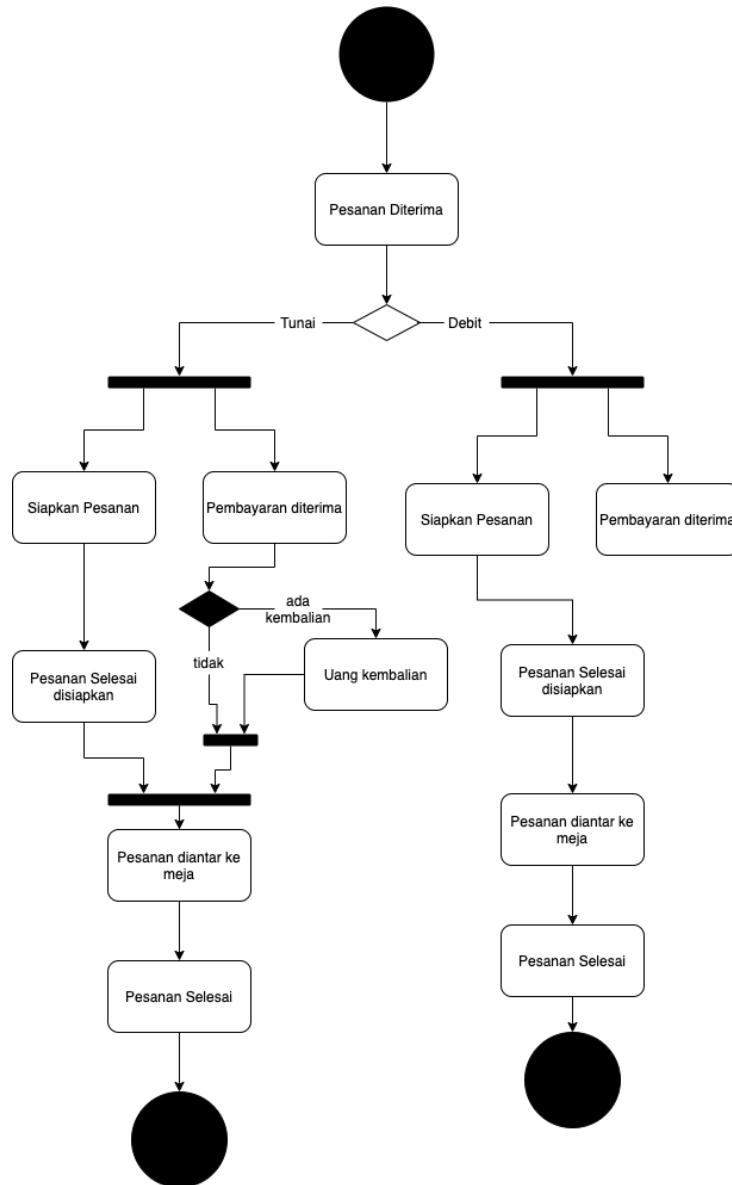 Pesanan Diterima
Tunai
Debit
Siapkan Pesanan
Pembayaran diterima
Siapkan Pesanan
Pembayaran diterima
ada
kembalian
tidak
Uang kembalian
Pesanan Selesai
disiapkan
Pesanan Selesai
disiapkan
Pesanan diantar ke
meja
Pesanan diantar ke
meja
Pesanan Selesai
Pesanan Selesai